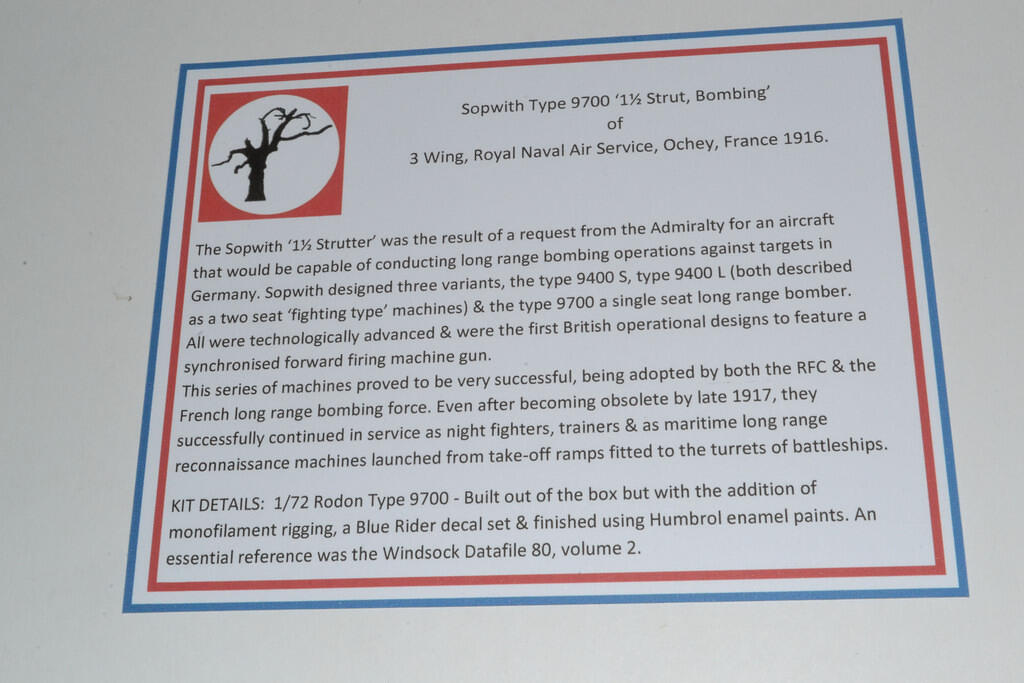 Sopwith Type 9700 ‘1½ Strut, Bombing’
of
3 Wing, Royal Naval Air Service, Ochey, France 1916.
The Sopwith ‘1½ Strutter’ was the result of a request from the Admiralty for an aircraft
that would be capable of conducting long range bombing operations against targets in
Germany. Sopwith designed three variants, the type 9400 S, type 9400 L (both described
as a two seat ‘fighting type’ machines) & the type 9700 a single seat long range bomber.
All were technologically advanced & were the first British operational designs to feature a
synchronised forward firing machine gun.
This series of machines proved to be very successful, being adopted by both the RFC & the
French long range bombing force. Even after becoming obsolete by late 1917, they
successfully continued in service as night fighters, trainers & as maritime long range
reconnaissance machines launched from take-off ramps fitted to the turrets of battleships.
KIT DETAILS: 1/72 Rodon Type 9700 - Built out of the box but with the addition of
monofilament rigging, a Blue Rider decal set & finished using Humbrol enamel paints. An
essential reference was the Windsock Datafile 80, volume 2.